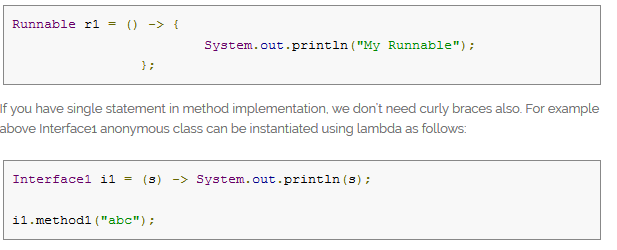 Runnable r1 = () -> {
System.out.println("My Runnable");
};
If you have single statement in method implementation, we don't need curly braces also. For example
above Interface1 anonymous class can be instantiated using lambda as follows:
Interface1 i1 = (s) -> System.out.println(s);
i1.method1("abc");